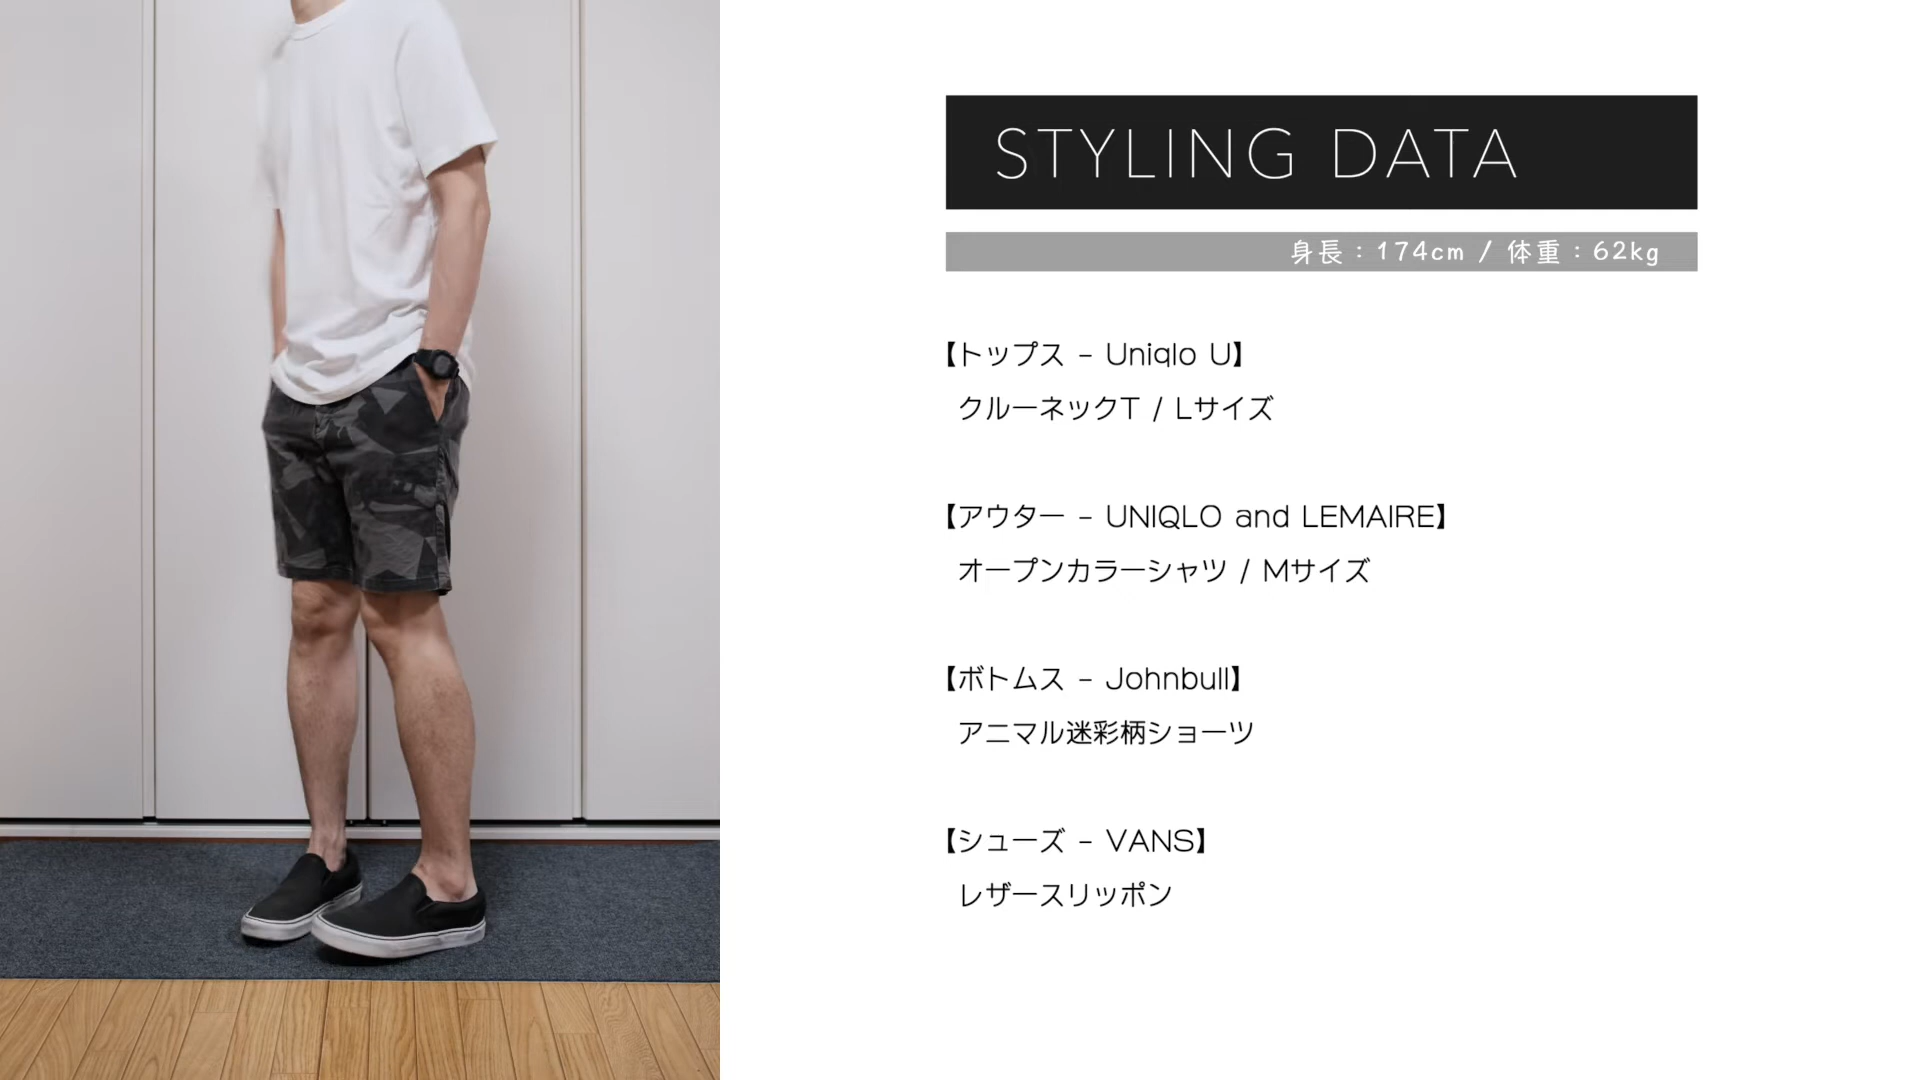 STYLING DATA
身長：174cm / 体重：62kg
【トップス - Uniqlo U】
クルーネックT / Lサイズ
【アウター - UNIQLO and LEMAIRE】
オープンカラーシャツ / Mサイズ
【ボトムス - Johnbull】
アニマル迷彩柄ショーツ
【シューズ - VANS】
レザースリッポン